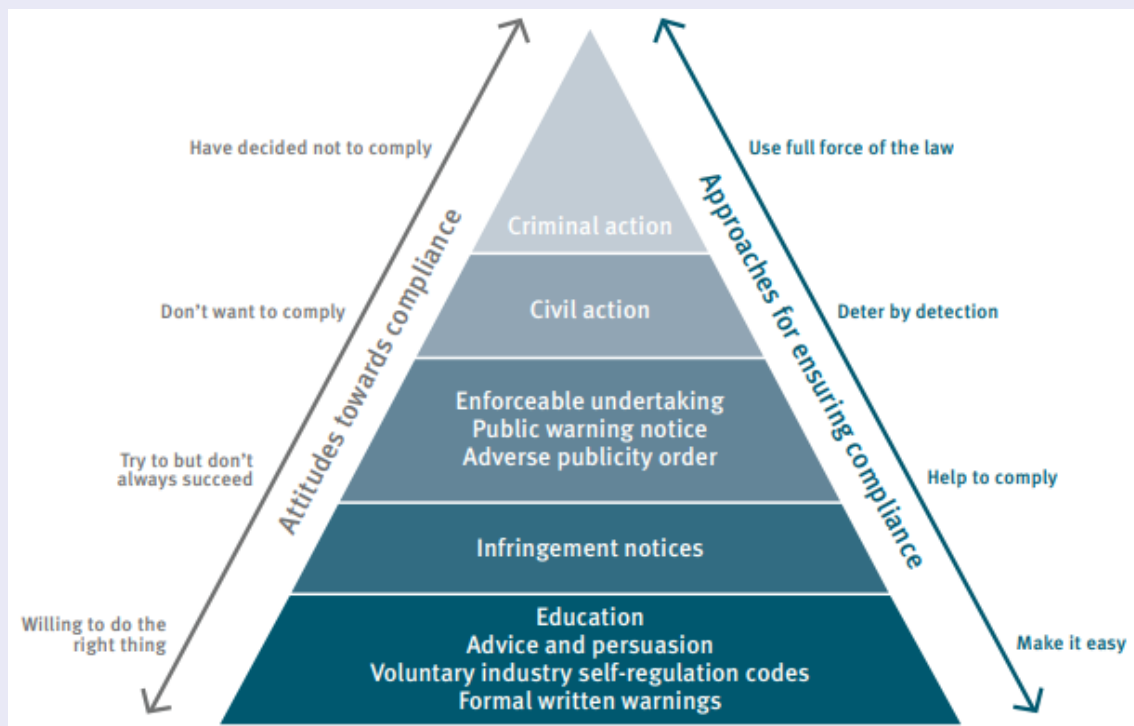 Have decided not to comply
Don't want to comply
Try to but don't
always succeed
Willing to do the
right thing
Attitudes towards compliance
Criminal action
Civil action
Enforceable undertaking
Public warning notice
Adverse publicity order
Infringement notices
Education
Advice and persuasion
Voluntary industry self-regulation codes
Formal written warnings
Approaches for ensuring compliance
Use full force of the law
Deter by detection
Help to comply
Make it easy